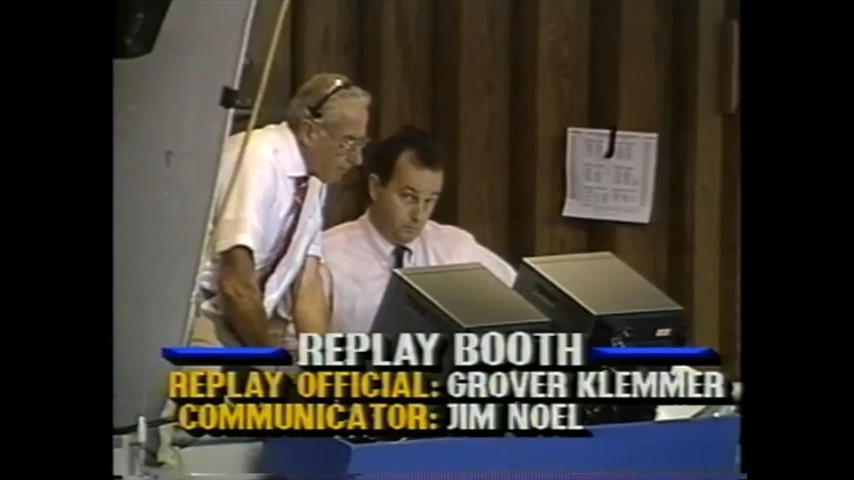 REPLAY BOOTH
REPLAY OFFICIAL: GROVER KLEMMER
COMMUNICATOR: JIM NOEL